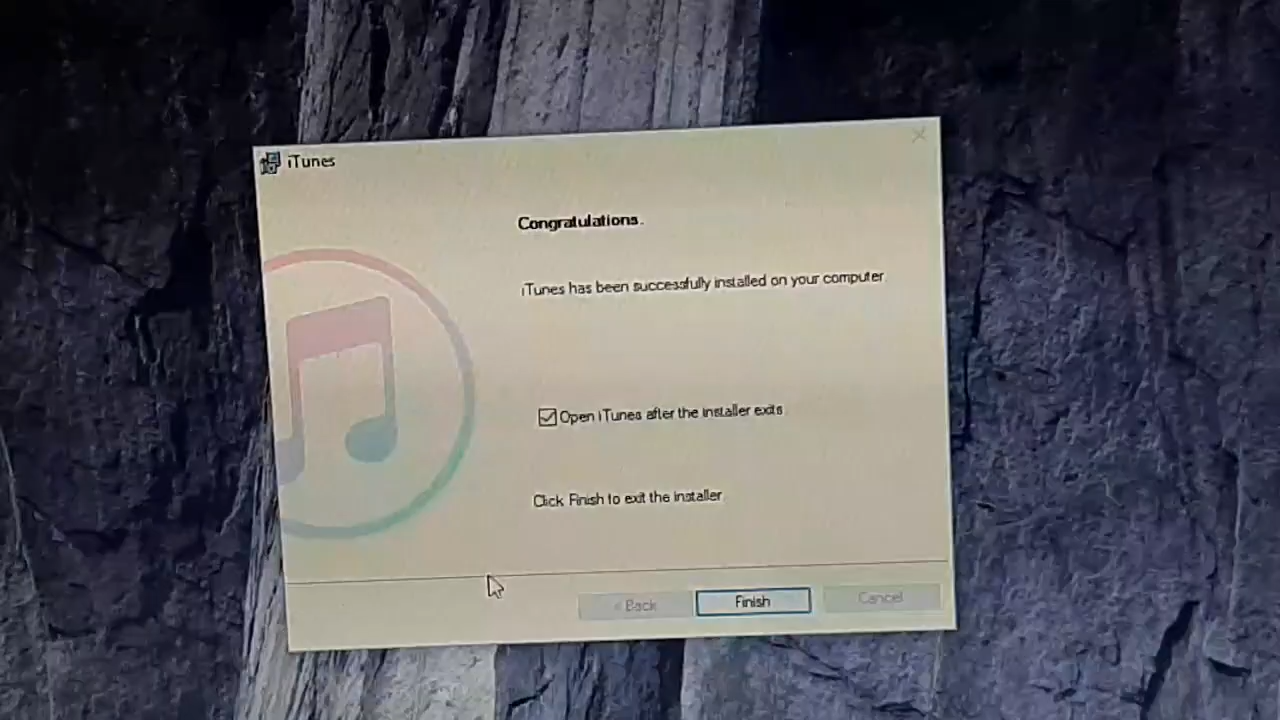 iTunes
Congratulations.
iTunes has been successfully installed on your computer.
Open iTunes after the installer exits
Click Finish to exit the installer.
< Back
Finish
Cancel